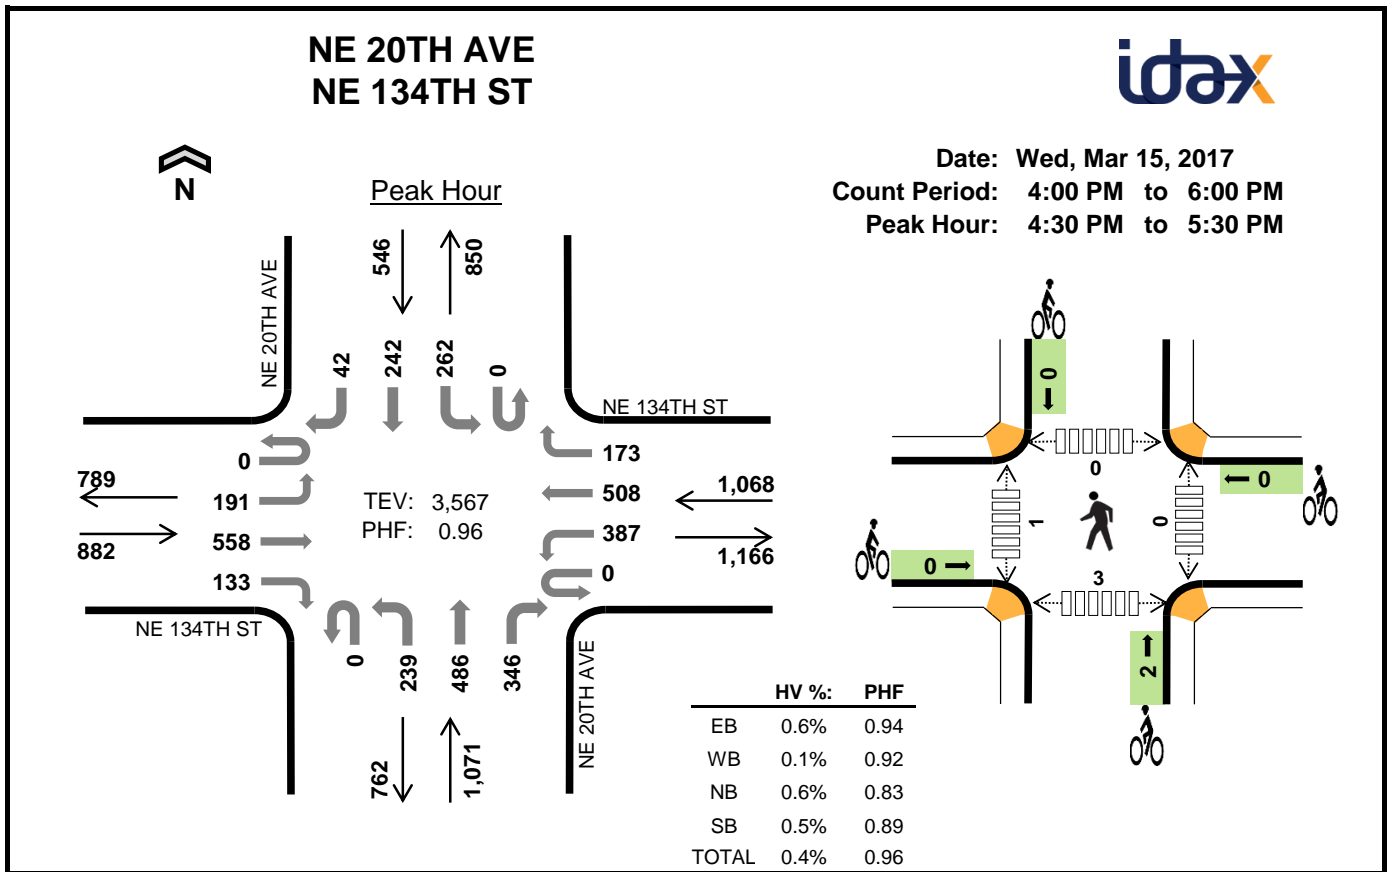 NE 20TH AVE
NE 134TH ST
idax
Date: Wed, Mar 15, 2017
Count Period: 4:00 PM to 6:00 PM
Peak Hour: 4:30 PM to 5:30 PM
N
Peak Hour
546
850
NE 20TH AVE
42
242
262
0
NE 134TH ST
0
191
558
133
789
882
TEV: 3,567
PHF: 0.96
173
508
387
0
1,068
1,166
NE 134TH ST
0
239
486
346
NE 20TH AVE
762
1,071
HV %: PHF
EB 0.6% 0.94
WB 0.1% 0.92
NB 0.6% 0.83
SB 0.5% 0.89
TOTAL 0.4% 0.96
0
0
0
1
0
0
3
2